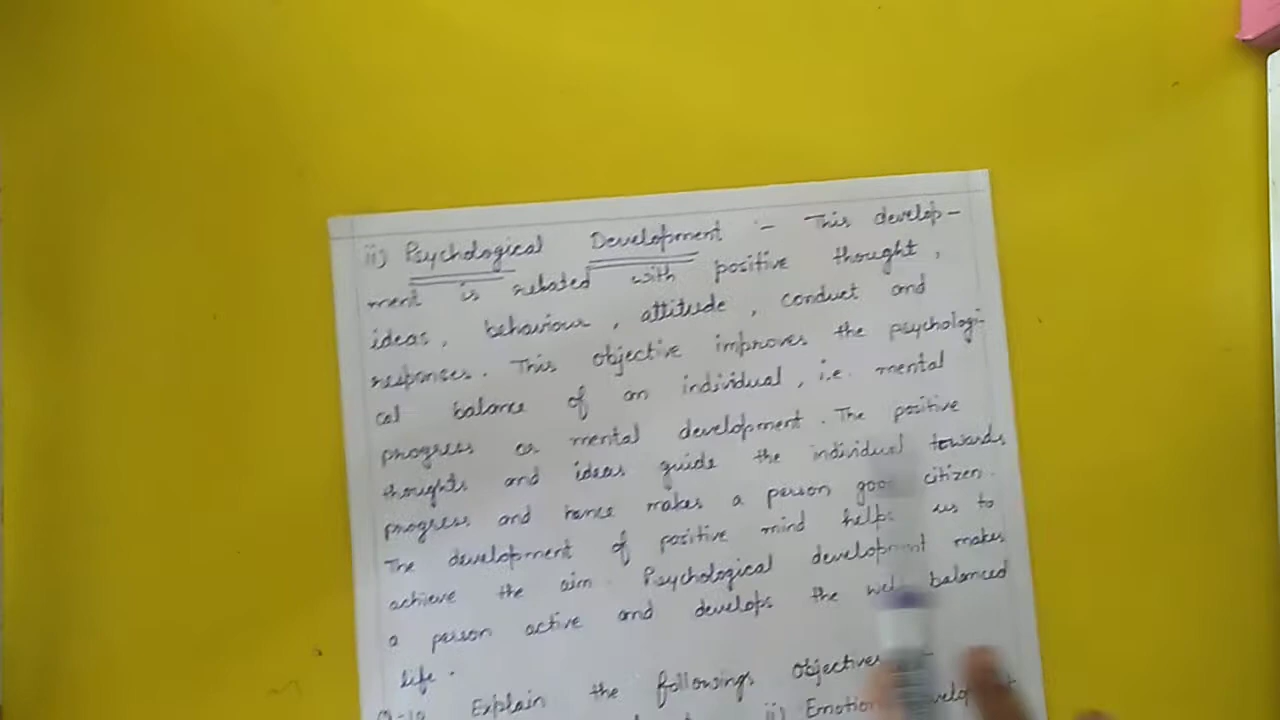 ii) Psychological Development :- This develop-
ment is related with positive thought,
ideas, behaviour, attitude, conduct and
responses. This objective improves the psychologi-
cal balance of an individual, i.e. mental
progress or mental development. The positive
thoughts and ideas guide the individual towards
progress and hence makes a person good citizen.
The development of positive mind helps us to
achieve the aim. Psychological development makes
a person active and develops the well balanced
life.
Explain the followings objectives
ii)